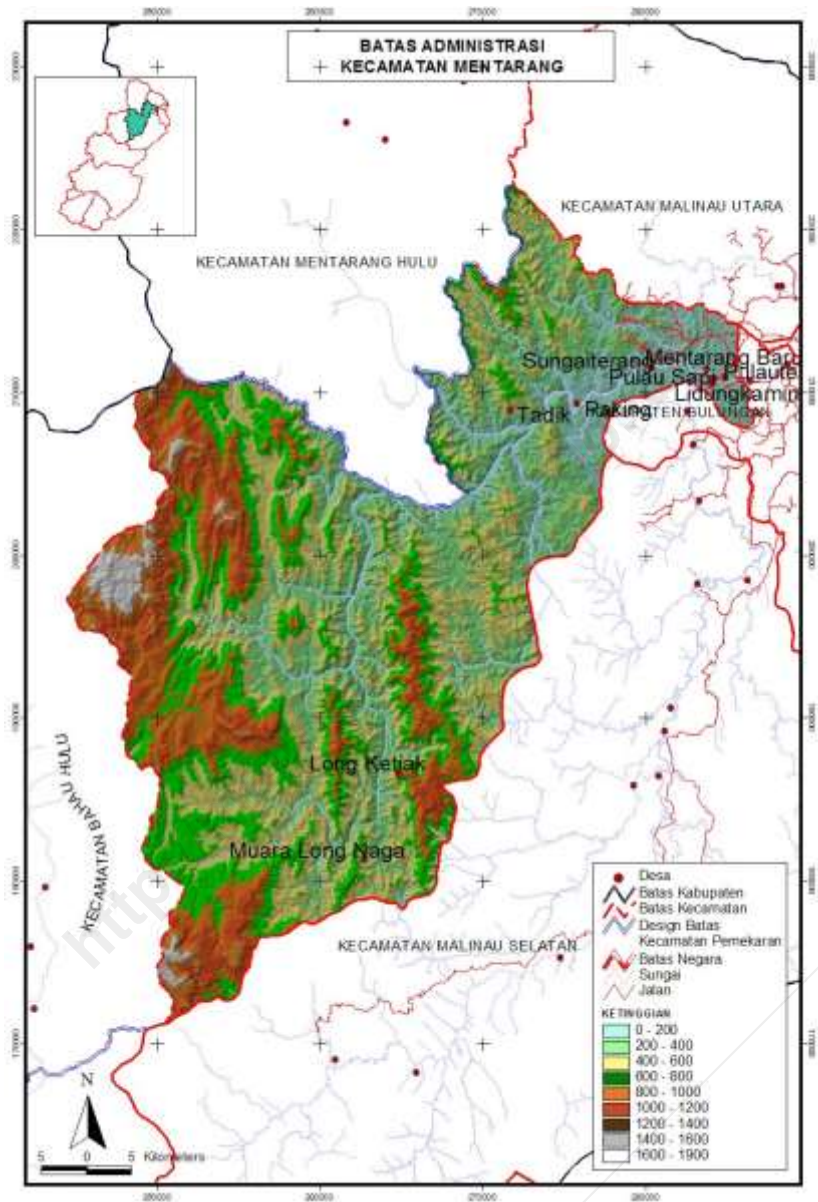 BATAS ADMINISTRASI
KECAMATAN MENTARANG
KECAMATAN MALINAU UTARA
KECAMATAN MENTARANG HULU
Mentarang Baru
Pulau Sapi
Lidungkamin
Tadik
Raking
Long Ketiak
Muara Long Naga
KECAMATAN BAHAU HULU
KECAMATAN MALINAU SELATAN
http
Desa
Batas Kabupaten
Batas Kecamatan
Design Batas
Kecamatan Pemekaran
Batas Negara
Sungai
Jalan
KETINGGIAN
0 - 200
200 - 400
400 - 600
600 - 800
800 - 1000
1000 - 1200
1200 - 1400
1400 - 1600
1600 - 1900
N
5 0 5 Kilometers